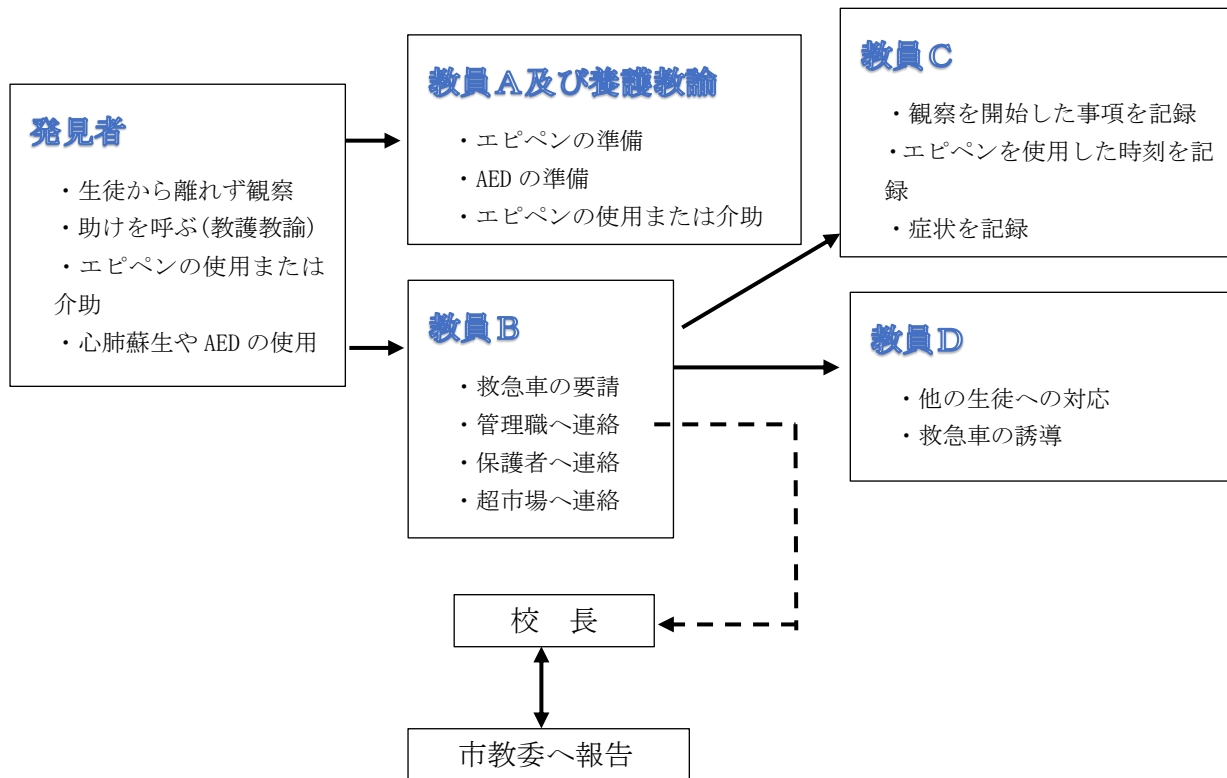 発見者
・生徒から離れず観察
・助けを呼ぶ(教護教諭)
・エピペンの使用または
介助
・心肺蘇生や AED の使用
教員A及び養護教諭
・エピペンの準備
・AED の準備
・エピペンの使用または介助
教員B
・救急車の要請
・管理職へ連絡
・保護者へ連絡
・超市場へ連絡
教員C
・観察を開始した事項を記録
・エピペンを使用した時刻を記
録
・症状を記録
教員D
・他の生徒への対応
・救急車の誘導
校 長
市教委へ報告